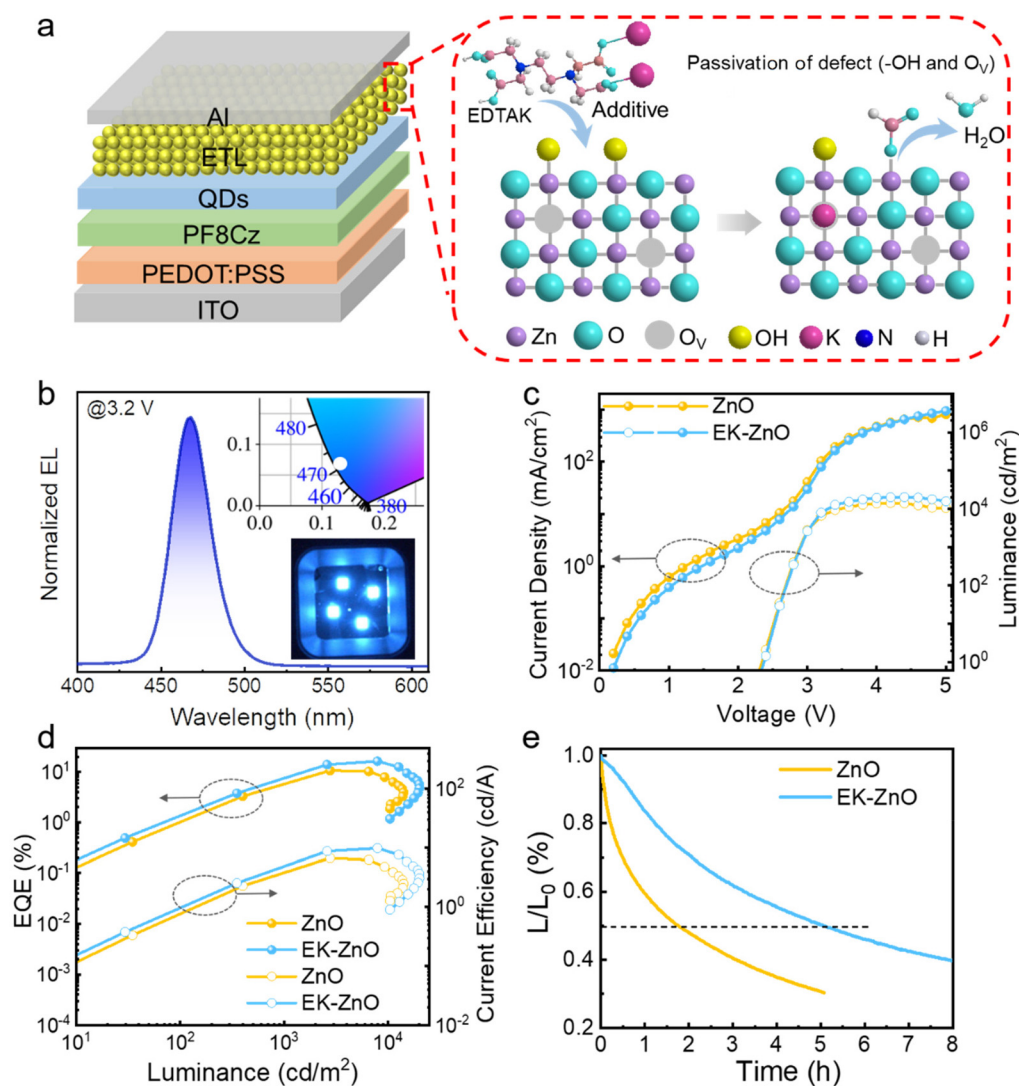 a
Al
ETL
QDs
PF8Cz
PEDOT:PSS
ITO
EDTAK
Additive
Passivation of defect (-OH and Oᵥ)
H₂O
Zn O Oᵥ OH K N H
b
@3.2 V
Normalized EL
480
470
460
380
0.1
0.0
0.0 0.1 0.2
400 450 500 550 600
Wavelength (nm)
c
ZnO
EK-ZnO
Current Density (mA/cm²)
10²
10⁰
10⁻²
Luminance (cd/m²)
10⁶
10⁴
10²
10⁰
0 1 2 3 4 5
Voltage (V)
d
EQE (%)
10¹
10⁰
10⁻¹
10⁻²
10⁻³
10⁻⁴
Current Efficiency (cd/A)
10²
10⁰
10⁻²
ZnO
EK-ZnO
ZnO
EK-ZnO
10¹ 10² 10³ 10⁴
Luminance (cd/m²)
e
ZnO
EK-ZnO
L/L₀ (%)
1.0
0.8
0.6
0.4
0.2
0 1 2 3 4 5 6 7 8
Time (h)